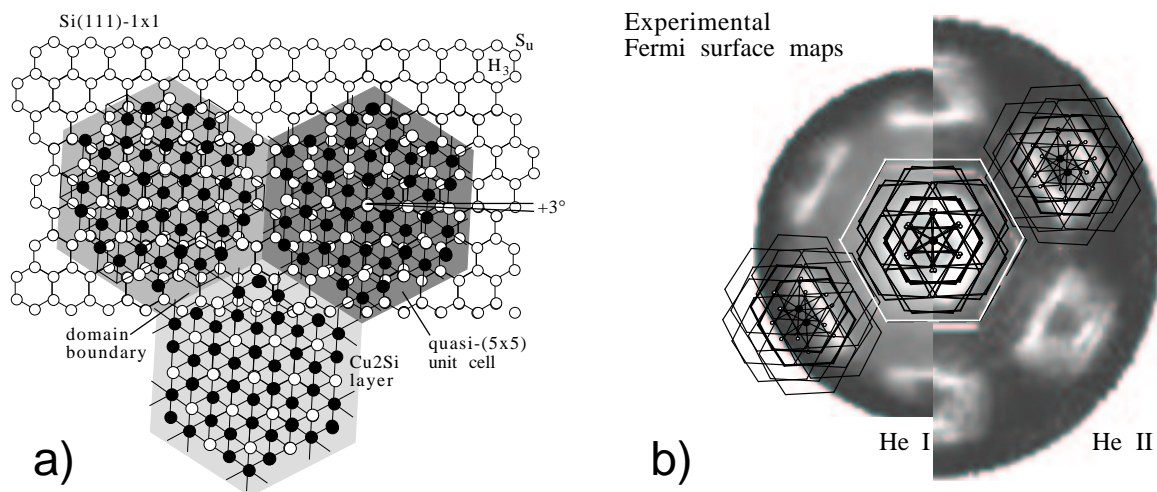 Si(111)-1x1
Su
H3
+3°
domain
boundary
Cu2Si
layer
quasi-(5x5)
unit cell
a)
Experimental
Fermi surface maps
He I
He II
b)